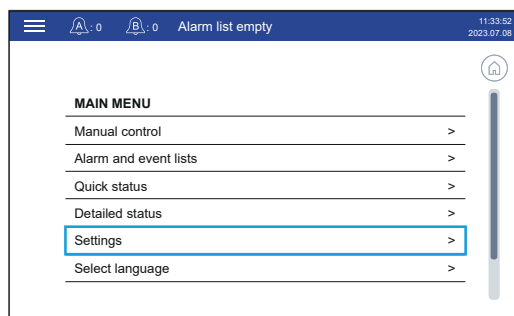 A : 0 B : 0 Alarm list empty 11:33:52
2023.07.08
MAIN MENU
Manual control >
Alarm and event lists >
Quick status >
Detailed status >
Settings >
Select language >